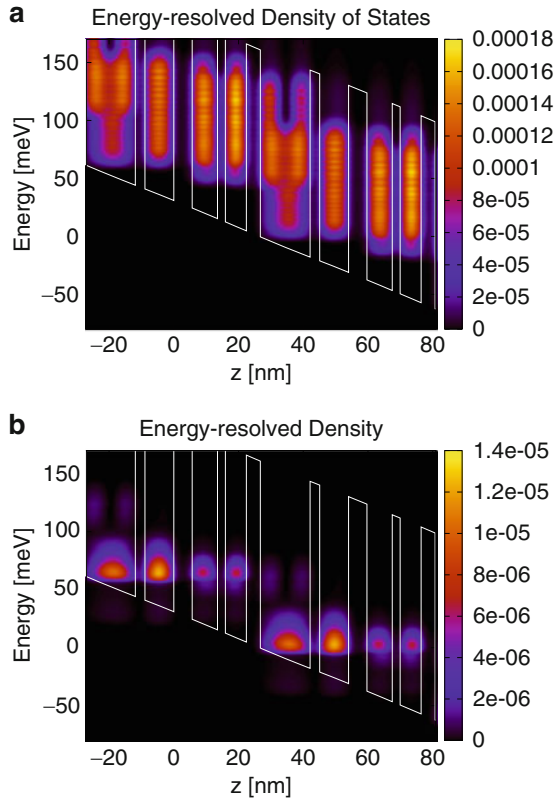 a
Energy-resolved Density of States
Energy [meV]
150
100
50
0
−50
−20 0 20 40 60 80
z [nm]
0.00018
0.00016
0.00014
0.00012
0.0001
8e-05
6e-05
4e-05
2e-05
0
b
Energy-resolved Density
Energy [meV]
150
100
50
0
−50
−20 0 20 40 60 80
z [nm]
1.4e-05
1.2e-05
1e-05
8e-06
6e-06
4e-06
2e-06
0